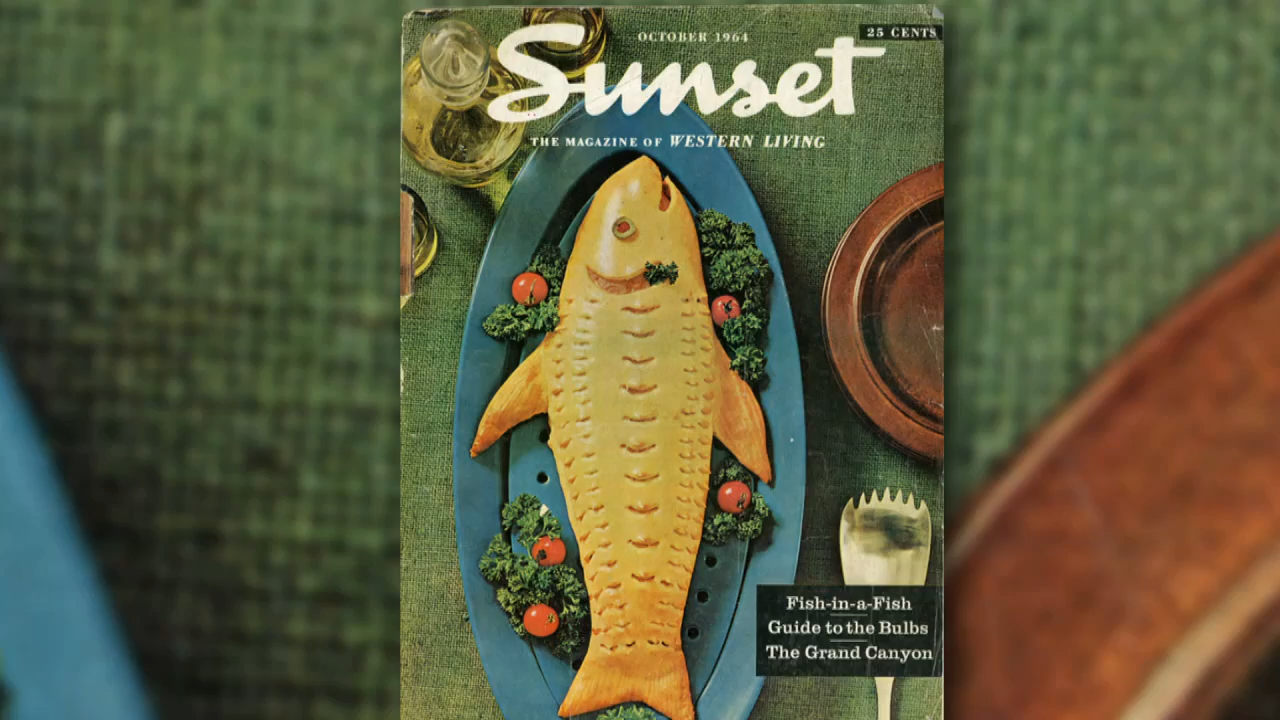 OCTOBER 1964
25 CENTS
Sunset
THE MAGAZINE OF WESTERN LIVING
Fish-in-a-Fish
Guide to the Bulbs
The Grand Canyon